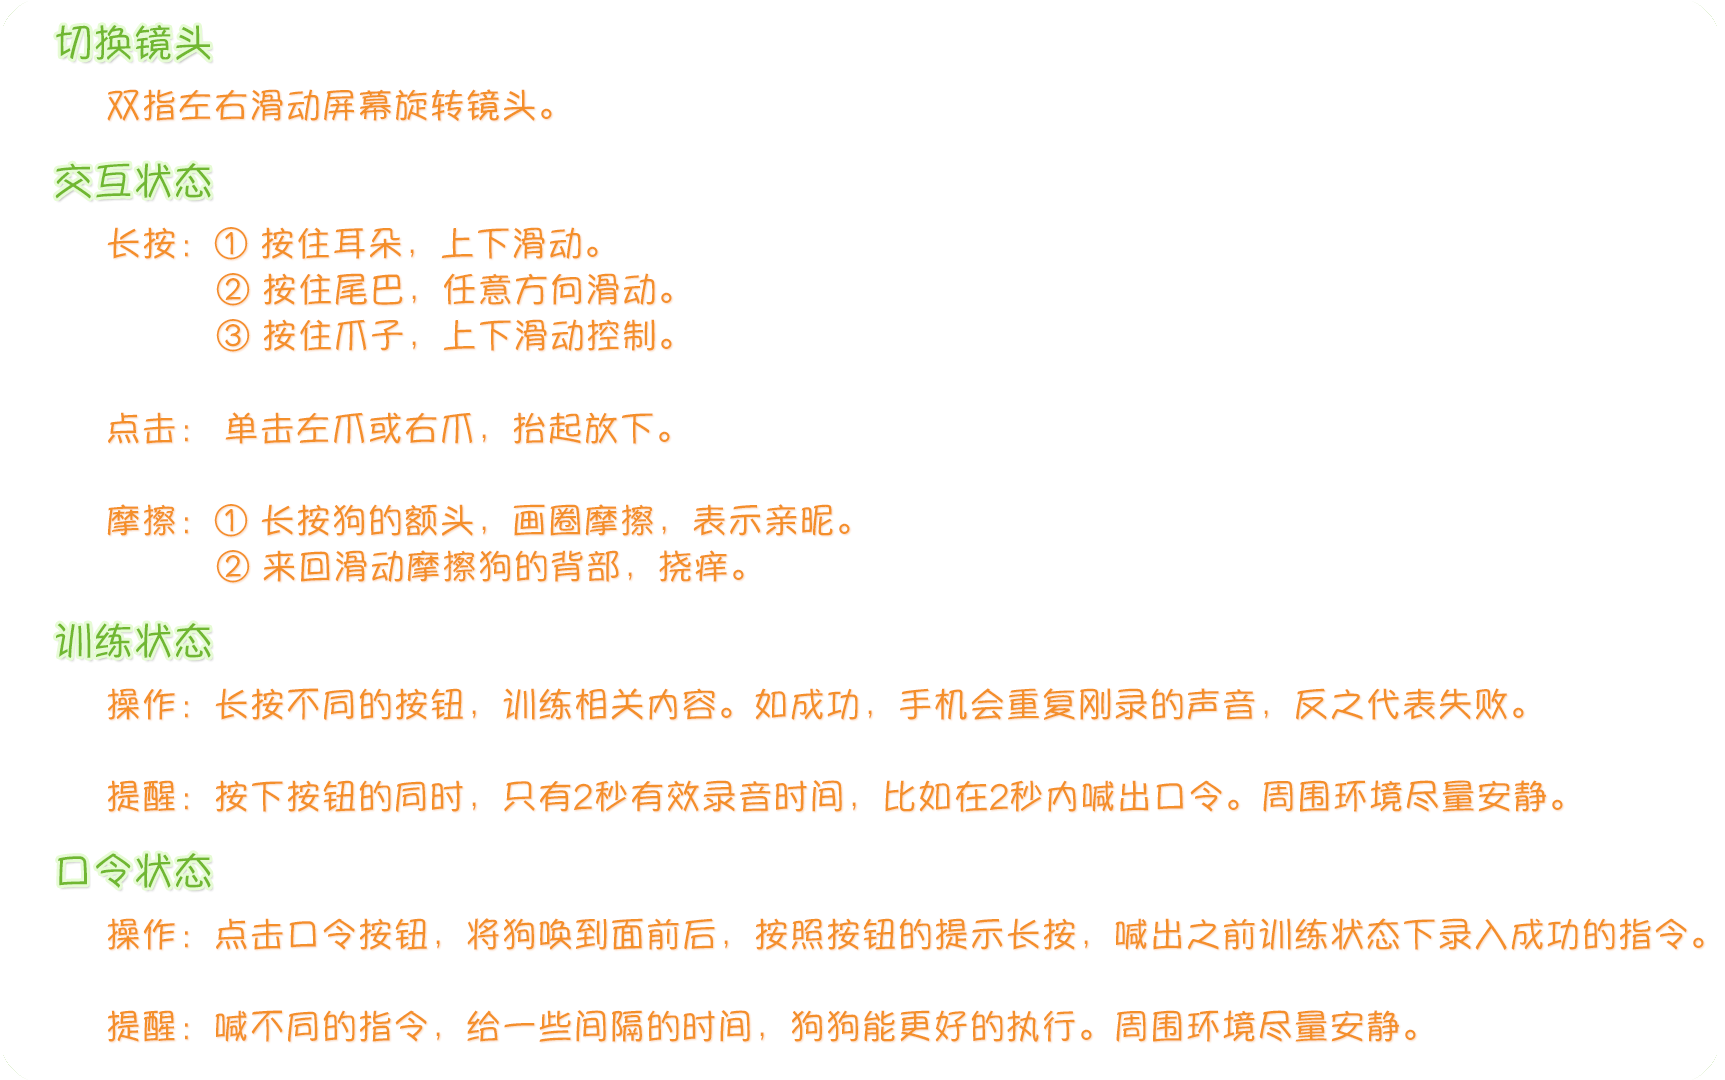 切换镜头
双指左右滑动屏幕旋转镜头。
交互状态
长按：① 按住耳朵，上下滑动。
② 按住尾巴，任意方向滑动。
③ 按住爪子，上下滑动控制。
点击： 单击左爪或右爪，抬起放下。
摩擦：① 长按狗的额头，画圈摩擦，表示亲昵。
② 来回滑动摩擦狗的背部，挠痒。
训练状态
操作：长按不同的按钮，训练相关内容。如成功，手机会重复刚录的声音，反之代表失败。
提醒：按下按钮的同时，只有2秒有效录音时间，比如在2秒内喊出口令。周围环境尽量安静。
口令状态
操作：点击口令按钮，将狗唤到面前后，按照按钮的提示长按，喊出之前训练状态下录入成功的指令。
提醒：喊不同的指令，给一些间隔的时间，狗狗能更好的执行。周围环境尽量安静。